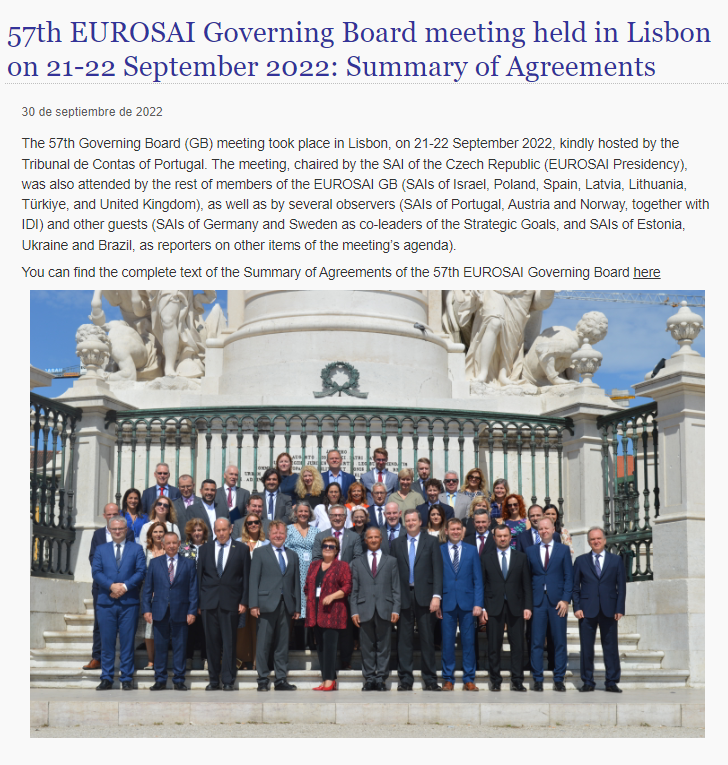 57th EUROSAI Governing Board meeting held in Lisbon
on 21-22 September 2022: Summary of Agreements
30 de septiembre de 2022
The 57th Governing Board (GB) meeting took place in Lisbon, on 21-22 September 2022, kindly hosted by the
Tribunal de Contas of Portugal. The meeting, chaired by the SAI of the Czech Republic (EUROSAI Presidency),
was also attended by the rest of members of the EUROSAI GB (SAIs of Israel, Poland, Spain, Latvia, Lithuania,
Türkiye, and United Kingdom), as well as by several observers (SAIs of Portugal, Austria and Norway, together with
IDI) and other guests (SAIs of Germany and Sweden as co-leaders of the Strategic Goals, and SAIs of Estonia,
Ukraine and Brazil, as reporters on other items of the meeting's agenda).
You can find the complete text of the Summary of Agreements of the 57th EUROSAI Governing Board here